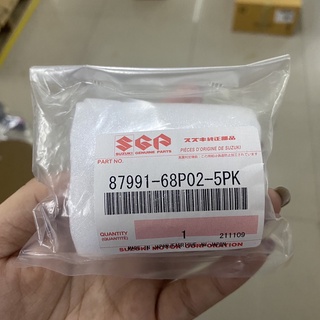 SGP スズキ純正部品
SUZUKI GENUINE PARTS PIÈCES D'ORIGINE DE SUZUKI
PART NO.
87991-68P02-5PK
QUANTITY
(QUANTITÉ) 1 211109
SUZUKI MOTOR CORPORATION